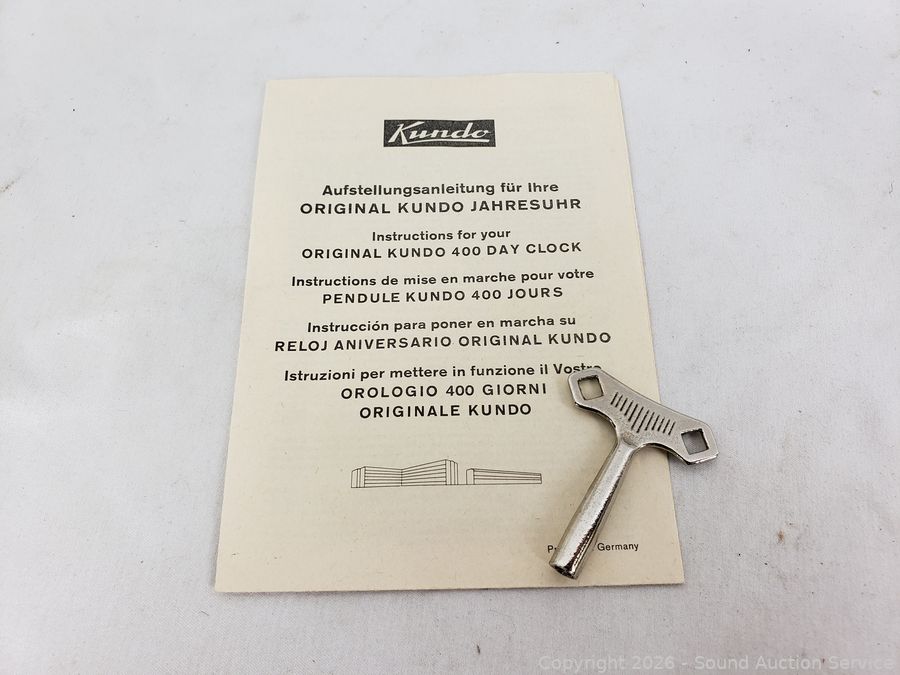 Kundo
Aufstellungsanleitung für Ihre
ORIGINAL KUNDO JAHRESUHR
Instructions for your
ORIGINAL KUNDO 400 DAY CLOCK
Instructions de mise en marche pour votre
PENDULE KUNDO 400 JOURS
Instrucción para poner en marcha su
RELOJ ANIVERSARIO ORIGINAL KUNDO
Istruzioni per mettere in funzione il Vostro
OROLOGIO 400 GIORNI
ORIGINALE KUNDO
Germany
Copyright 2026 - Sound Auction Service